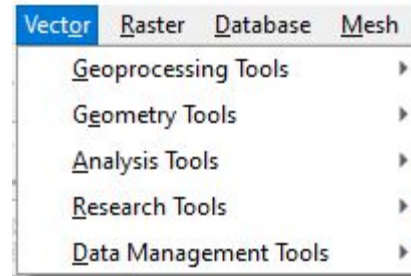 Vector Raster Database Mesh
Geoprocessing Tools
Geometry Tools
Analysis Tools
Research Tools
Data Management Tools